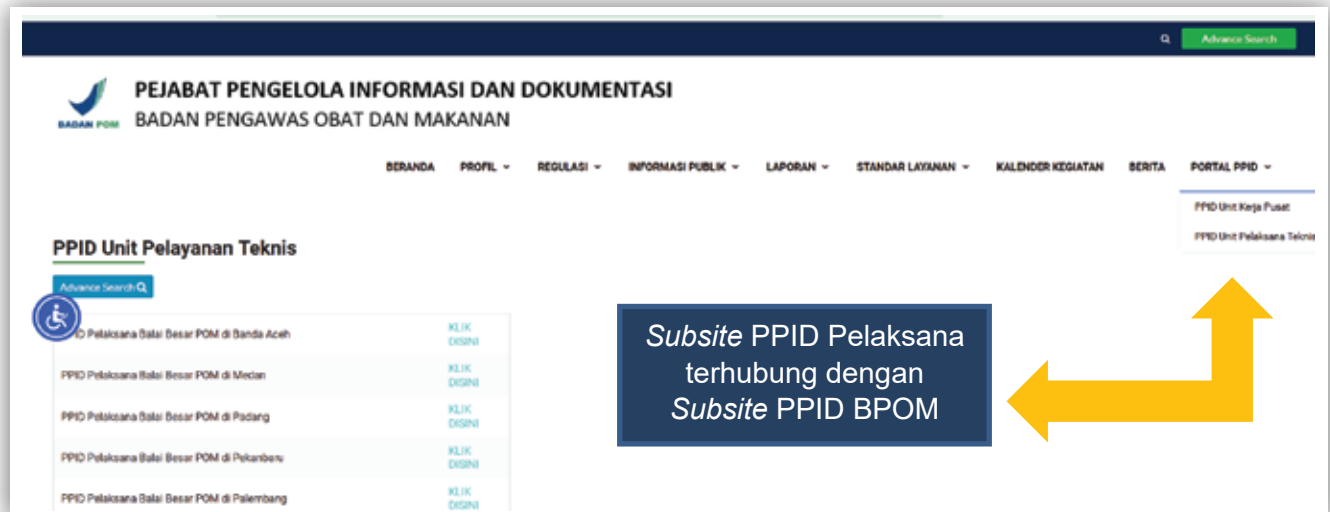 Advance Search
PEJABAT PENGELOLA INFORMASI DAN DOKUMENTASI
BADAN POM
BADAN PENGAWAS OBAT DAN MAKANAN
BERANDA PROFIL REGULASI INFORMASI PUBLIK LAPORAN STANDAR LAYANAN KALENDER KEGIATAN BERITA PORTAL PPID
PPID Unit Kerja Pusat
PPID Unit Pelaksana Teknis
PPID Unit Pelayanan Teknis
Advance Search
PPID Pelaksana Balai Besar POM di Banda Aceh KLIK
DISINI
PPID Pelaksana Balai Besar POM di Medan KLIK
DISINI
PPID Pelaksana Balai Besar POM di Padang KLIK
DISINI
PPID Pelaksana Balai Besar POM di Pekanbaru KLIK
DISINI
PPID Pelaksana Balai Besar POM di Palembang KLIK
DISINI
Subsite PPID Pelaksana
terhubung dengan
Subsite PPID BPOM